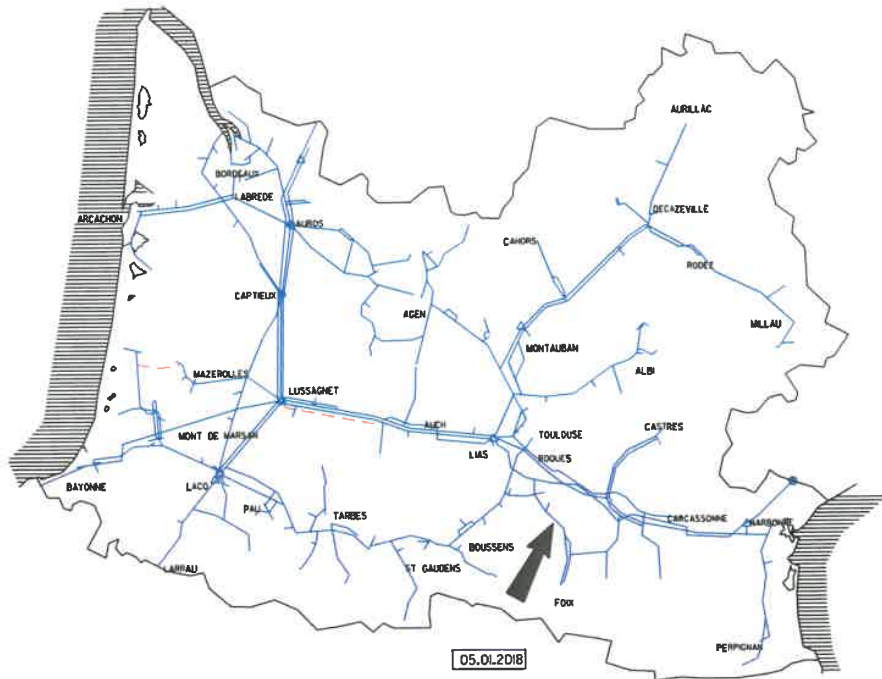 AURILLAC
BORDEAUX
LABREDE
ARCACHON
AUROS
DECAZEVILLE
CAHORS
RODEZ
CAPTIEUX
AGEN
MILLAU
MONTAUBAN
ALBI
MAZEROLLES
LUSSAGNET
AUCH
CASTRES
MONT DE MARSAN
TOULOUSE
LIAS
ROQUES
BAYONNE
LACQ
PAU
TARBES
CARCASSONNE
NARBONNE
BOUSSENS
LARRAU
ST GAUDENS
FOIX
PERPIGNAN
05.01.2018